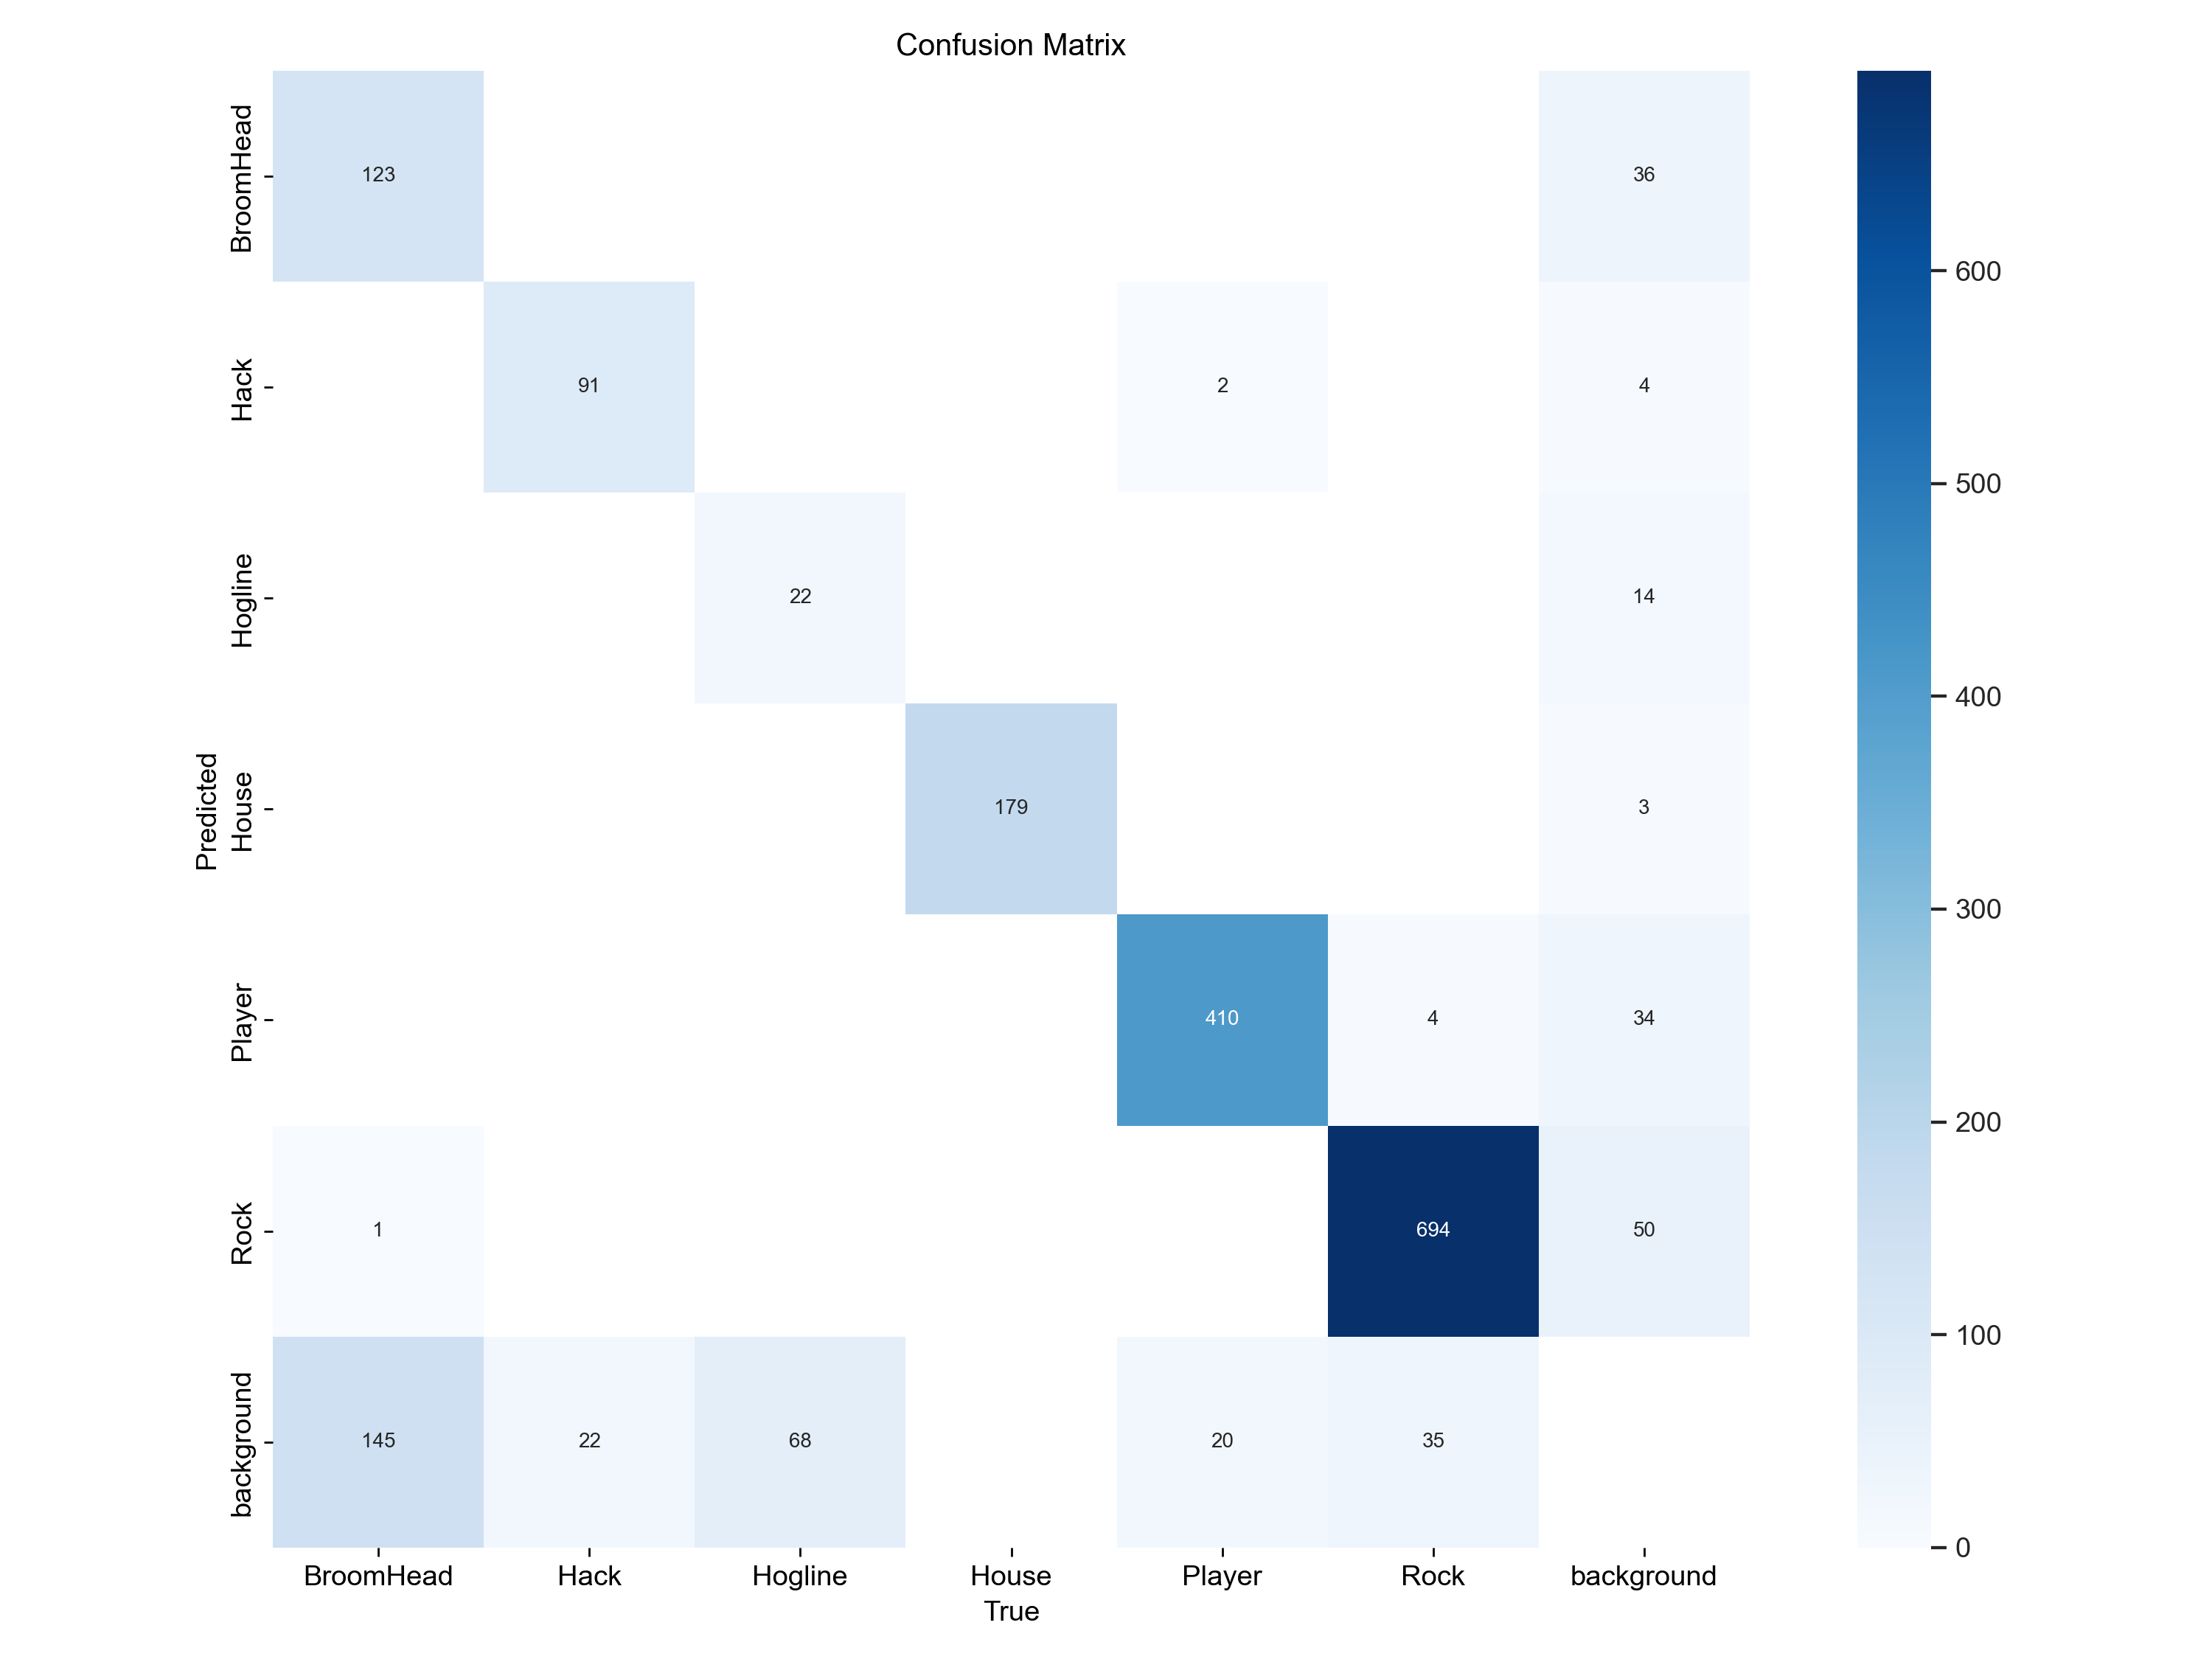 Confusion Matrix
BroomHead
123
36
Hack
91
2
4
Hogline
22
14
House
179
3
Player
410
4
34
Rock
1
694
50
background
145
22
68
20
35
Predicted
BroomHead
Hack
Hogline
House
Player
Rock
background
True
600
500
400
300
200
100
0